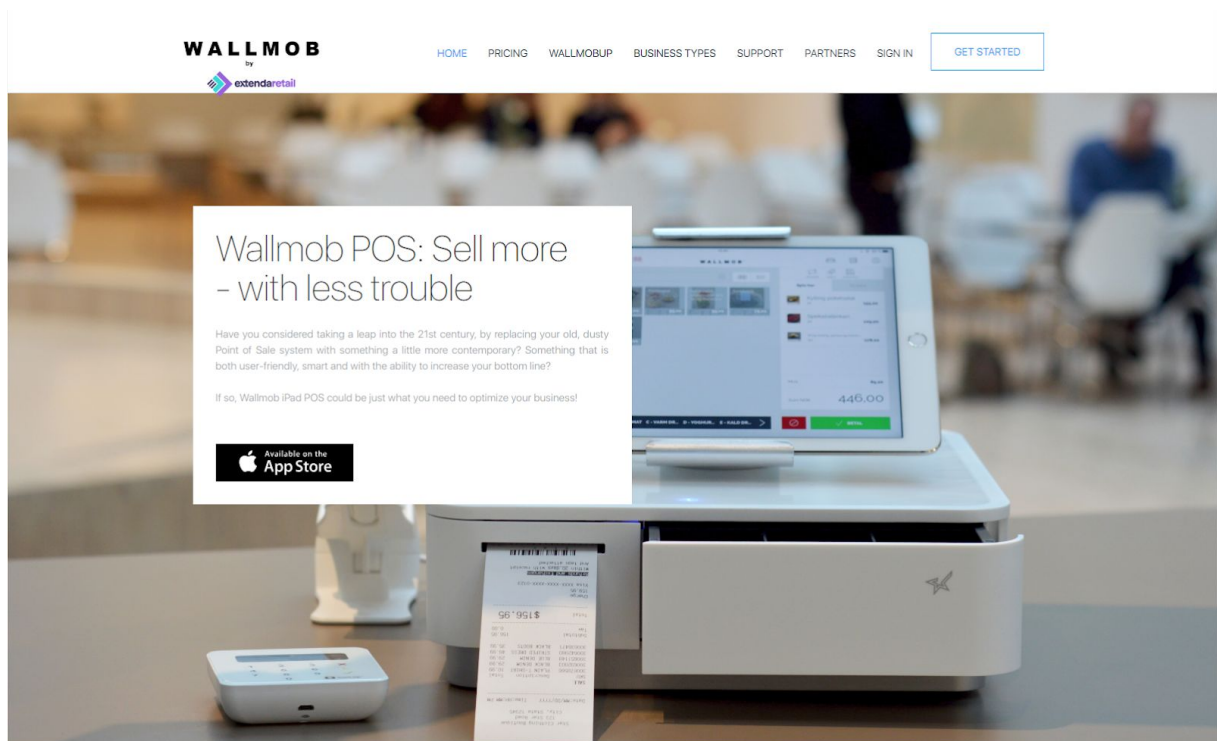 WALLMOB
by
extendaretail
HOME PRICING WALLMOBUP BUSINESS TYPES SUPPORT PARTNERS SIGN IN GET STARTED
Wallmob POS: Sell more
- with less trouble
Have you considered taking a leap into the 21st century, by replacing your old, dusty
Point of Sale system with something a little more contemporary? Something that is
both user-friendly, smart and with the ability to increase your bottom line?
If so, Wallmob iPad POS could be just what you need to optimize your business!
Available on the
App Store
WALLMOB
446.00
$156.95